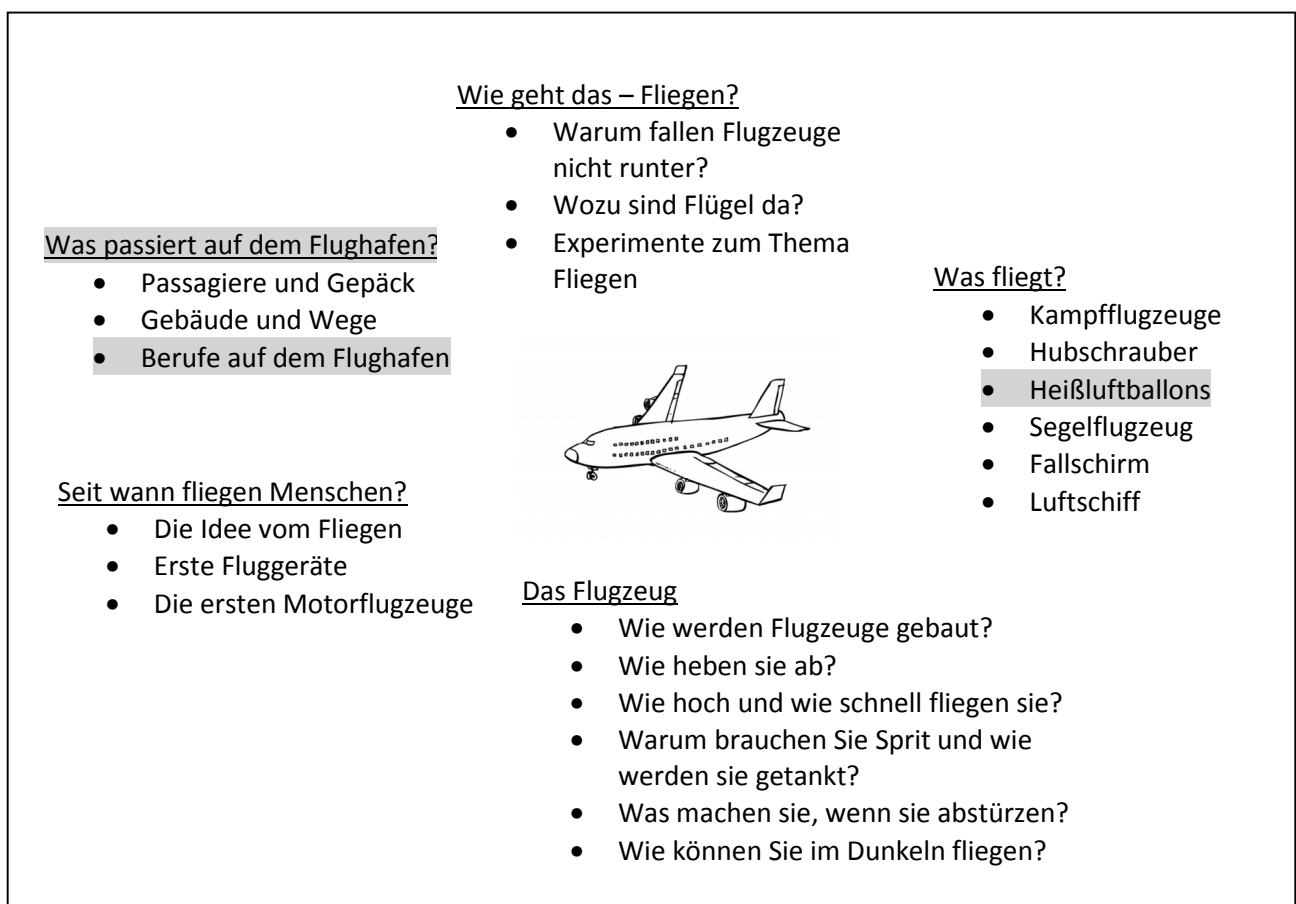 Wie geht das – Fliegen?
• Warum fallen Flugzeuge
nicht runter?
• Wozu sind Flügel da?
• Experimente zum Thema
Fliegen
Was passiert auf dem Flughafen?
• Passagiere und Gepäck
• Gebäude und Wege
• Berufe auf dem Flughafen
Was fliegt?
• Kampfflugzeuge
• Hubschrauber
• Heißluftballons
• Segelflugzeug
• Fallschirm
• Luftschiff
Seit wann fliegen Menschen?
• Die Idee vom Fliegen
• Erste Fluggeräte
• Die ersten Motorflugzeuge
Das Flugzeug
• Wie werden Flugzeuge gebaut?
• Wie heben sie ab?
• Wie hoch und wie schnell fliegen sie?
• Warum brauchen Sie Sprit und wie
werden sie getankt?
• Was machen sie, wenn sie abstürzen?
• Wie können Sie im Dunkeln fliegen?